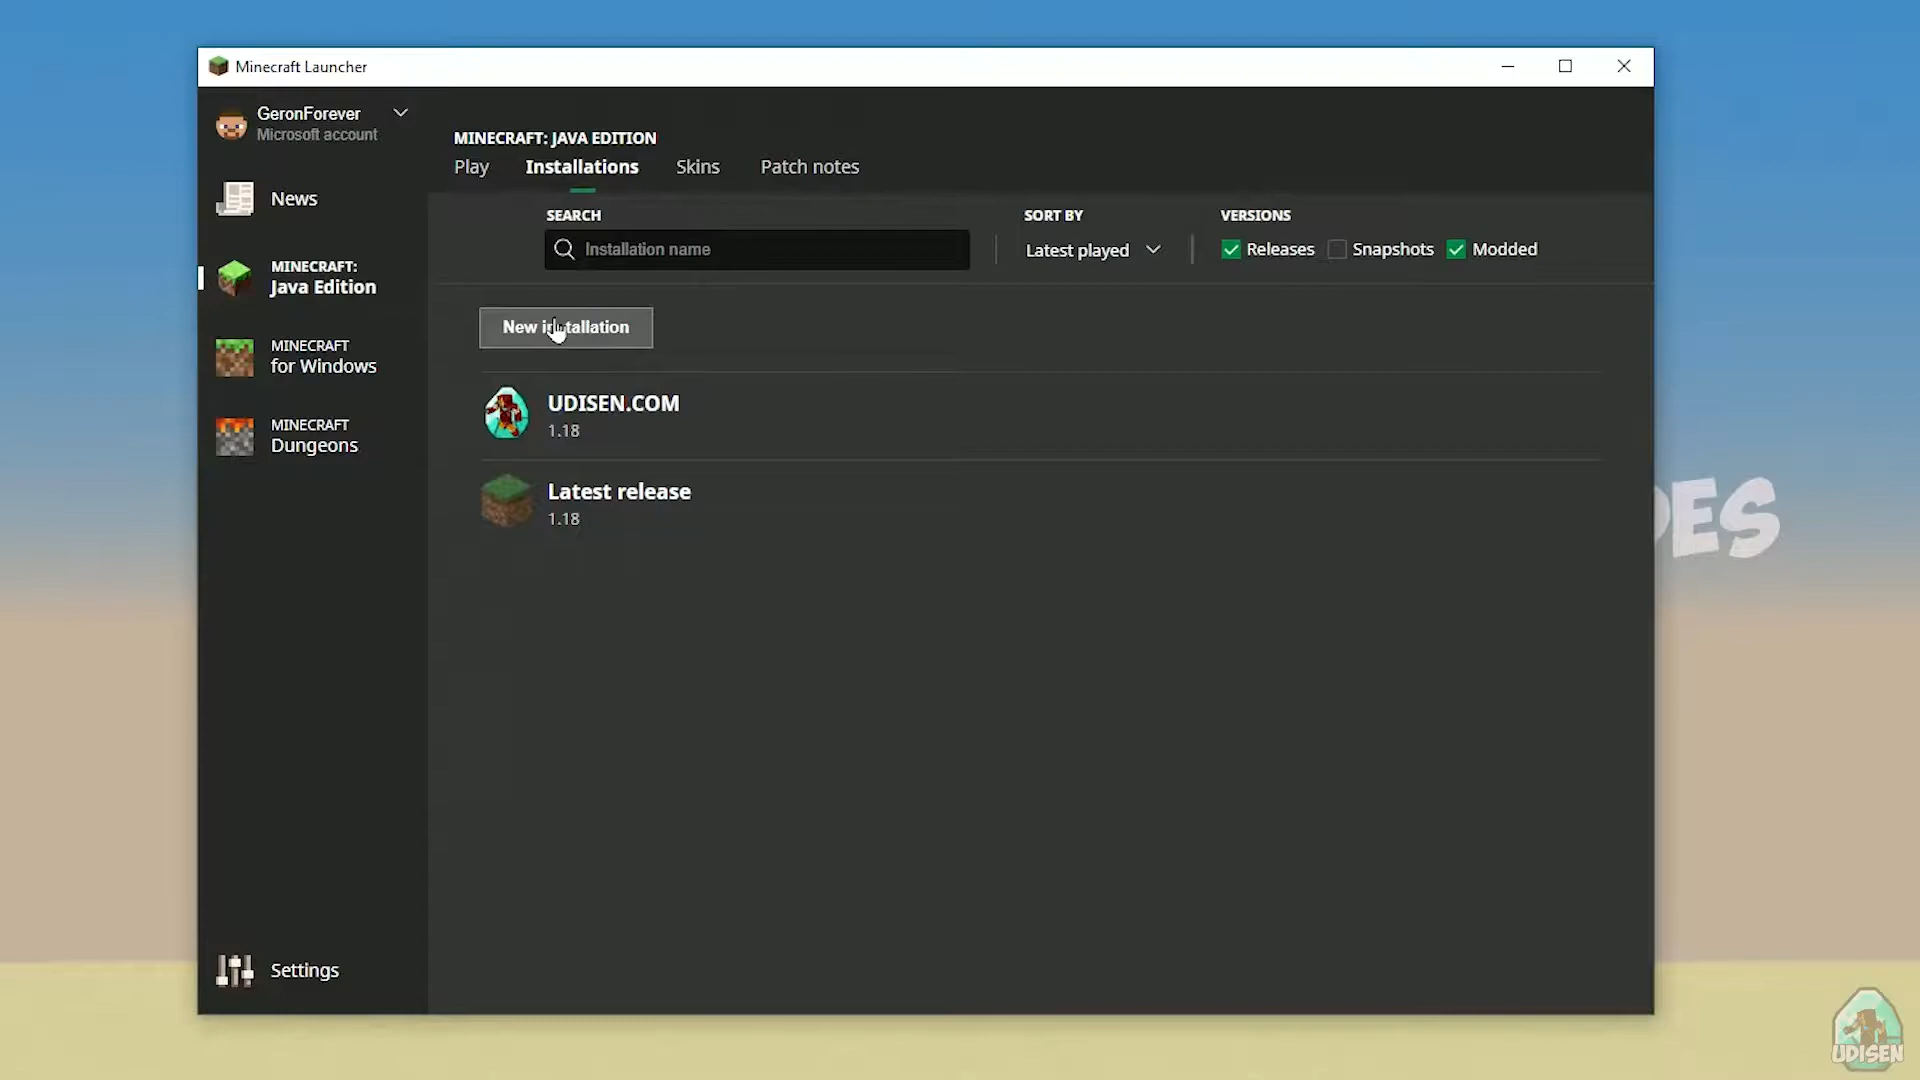 Minecraft Launcher
GeronForever
Microsoft account
News
MINECRAFT:
Java Edition
MINECRAFT
for Windows
MINECRAFT
Dungeons
Settings
MINECRAFT: JAVA EDITION
Play Installations Skins Patch notes
SEARCH SORT BY VERSIONS
Installation name Latest played Releases Snapshots Modded
New installation
UDISEN.COM
1.18
Latest release
1.18
UDISEN